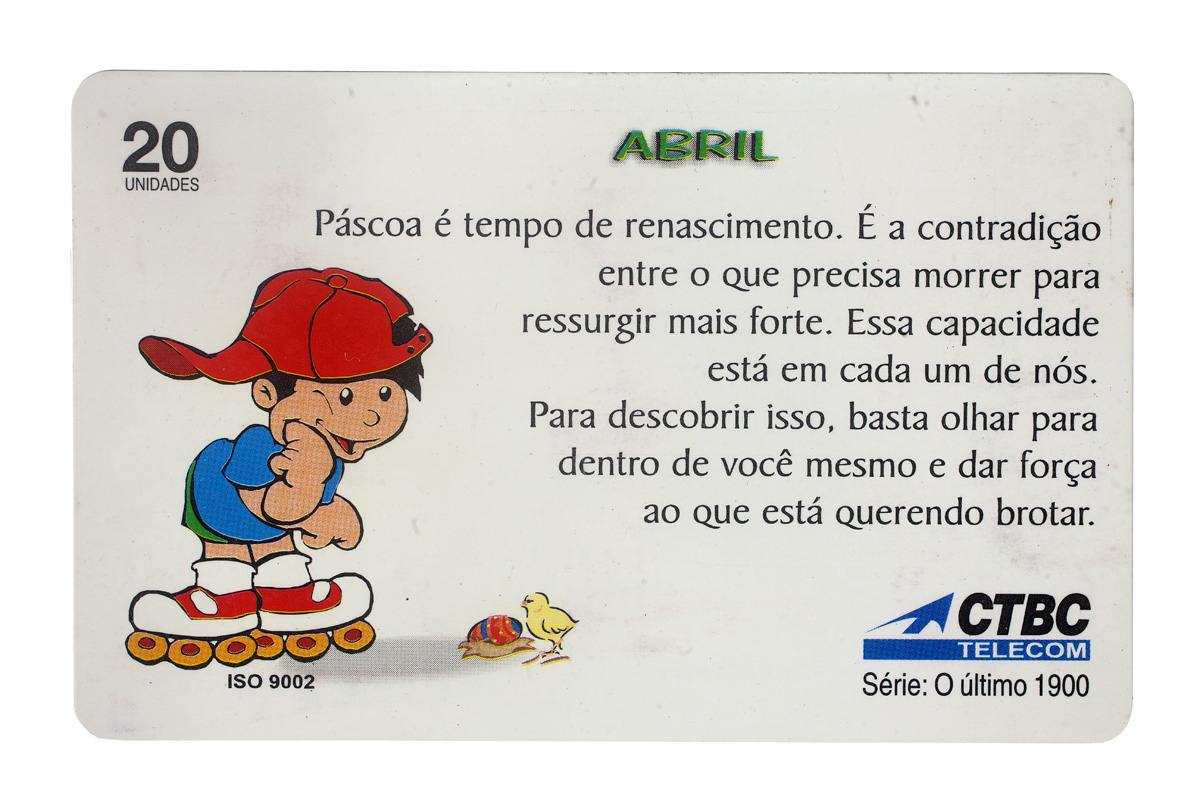 20
UNIDADES
ABRIL
Páscoa é tempo de renascimento. É a contradição
entre o que precisa morrer para
ressurgir mais forte. Essa capacidade
está em cada um de nós.
Para descobrir isso, basta olhar para
dentro de você mesmo e dar força
ao que está querendo brotar.
ISO 9002
CTBC
TELECOM
Série: O último 1900